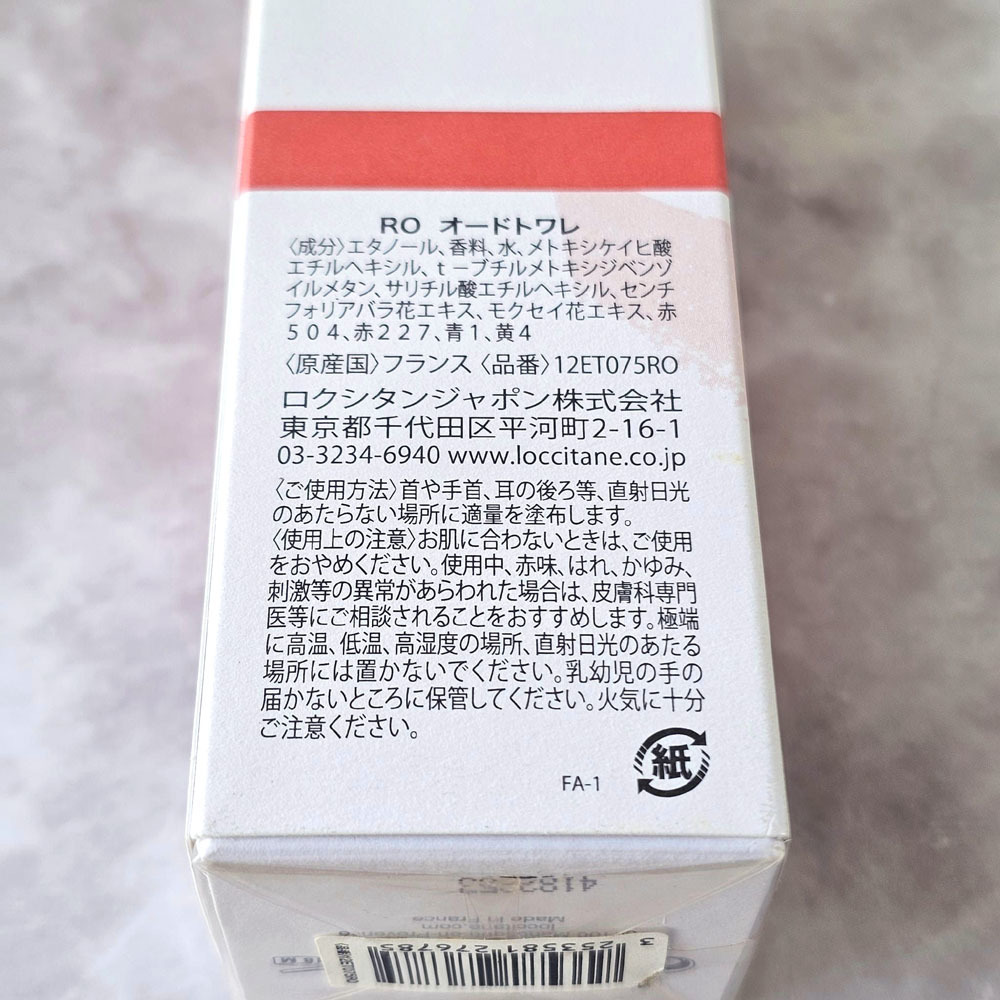 RO オードトワレ
〈成分〉エタノール、香料、水、メトキシケイヒ酸
エチルヘキシル、ｔ－ブチルメトキシジベンゾ
イルメタン、サリチル酸エチルヘキシル、センチ
フォリアバラ花エキス、モクセイ花エキス、赤
５０４、赤２２７、青１、黄４
〈原産国〉フランス 〈品番〉12ET075RO
ロクシタンジャポン株式会社
東京都千代田区平河町2-16-1
03-3234-6940 www.loccitane.co.jp
〈ご使用方法〉首や手首、耳の後ろ等、直射日光
のあたらない場所に適量を塗布します。
〈使用上の注意〉お肌に合わないときは、ご使用
をおやめください。使用中、赤味、はれ、かゆみ、
刺激等の異常があらわれた場合は、皮膚科専門
医等にご相談されることをおすすめします。極端
に高温、低温、高湿度の場所、直射日光のあたる
場所には置かないでください。乳幼児の手の
届かないところに保管してください。火気に十分
ご注意ください。
紙
FA-1
Made in France
loccitane.com
3 253581 276785